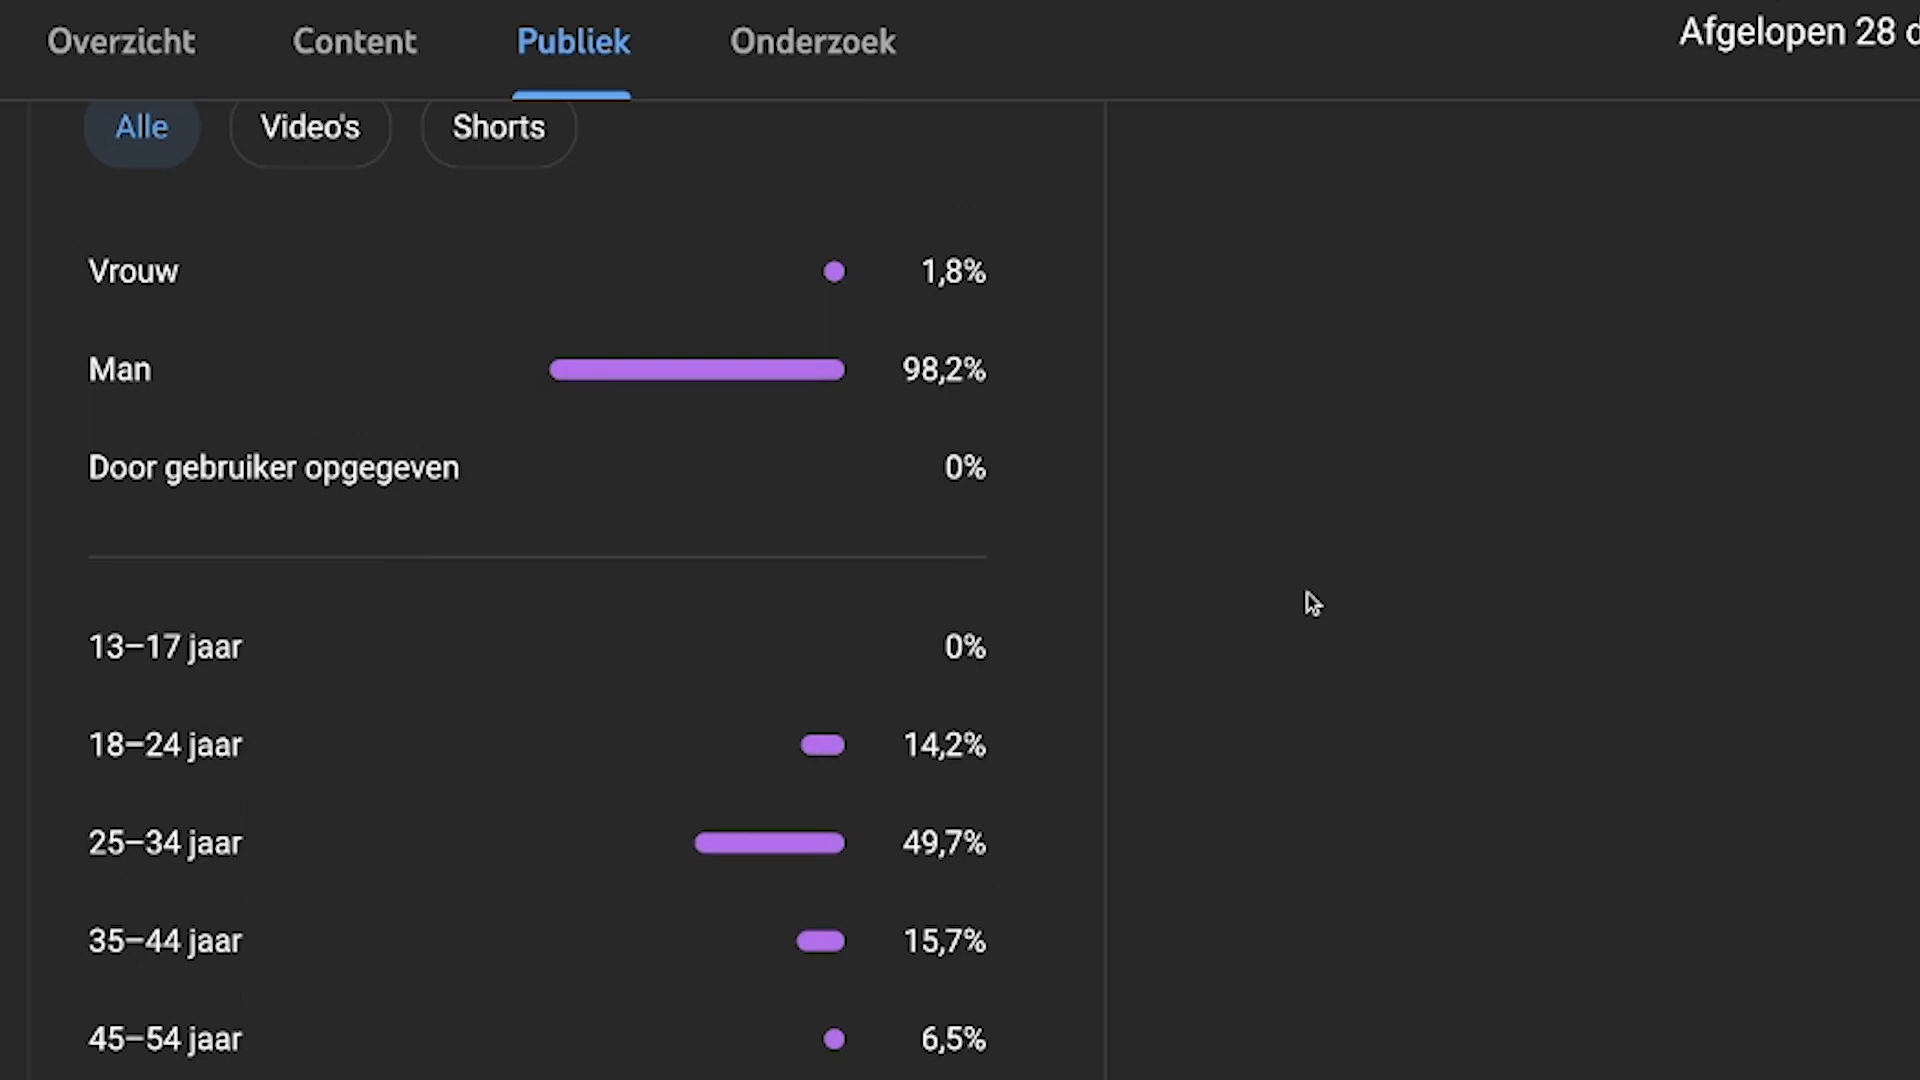 Overzicht Content Publiek Onderzoek Afgelopen 28 d
Alle Video's Shorts
Vrouw 1,8%
Man 98,2%
Door gebruiker opgegeven 0%
13–17 jaar 0%
18–24 jaar 14,2%
25–34 jaar 49,7%
35–44 jaar 15,7%
45–54 jaar 6,5%